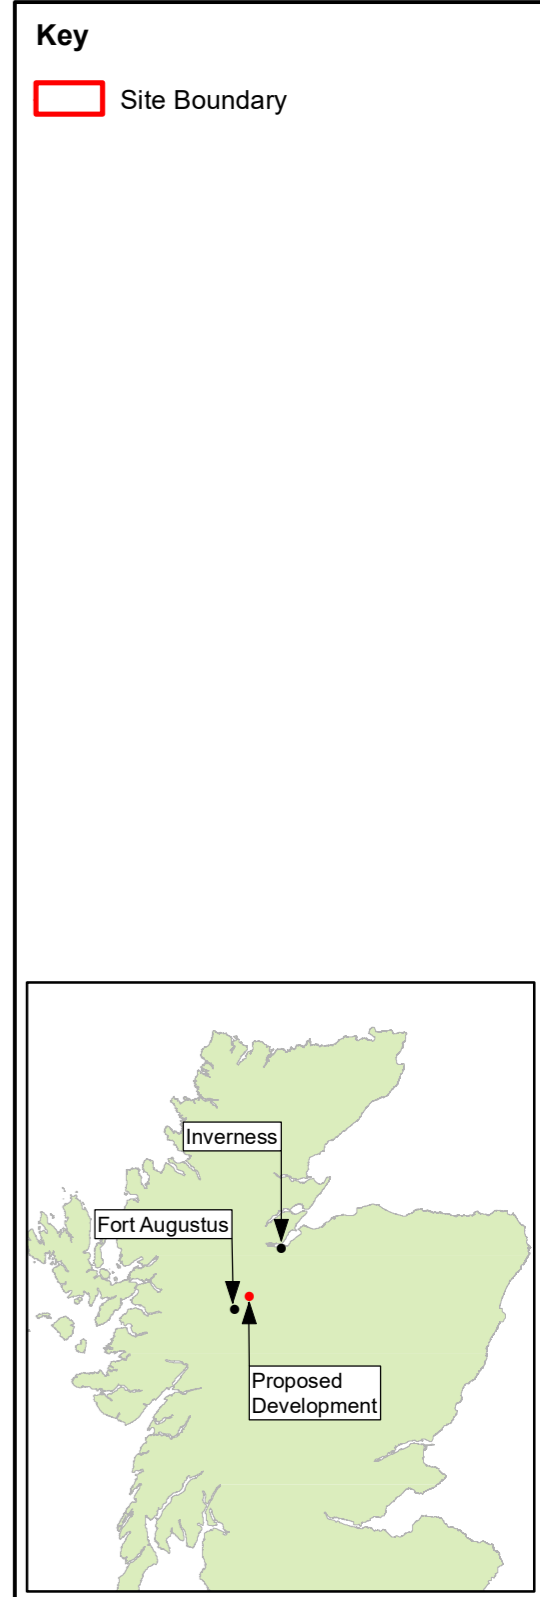 Key
Site Boundary
Inverness
Fort Augustus
Proposed
Development